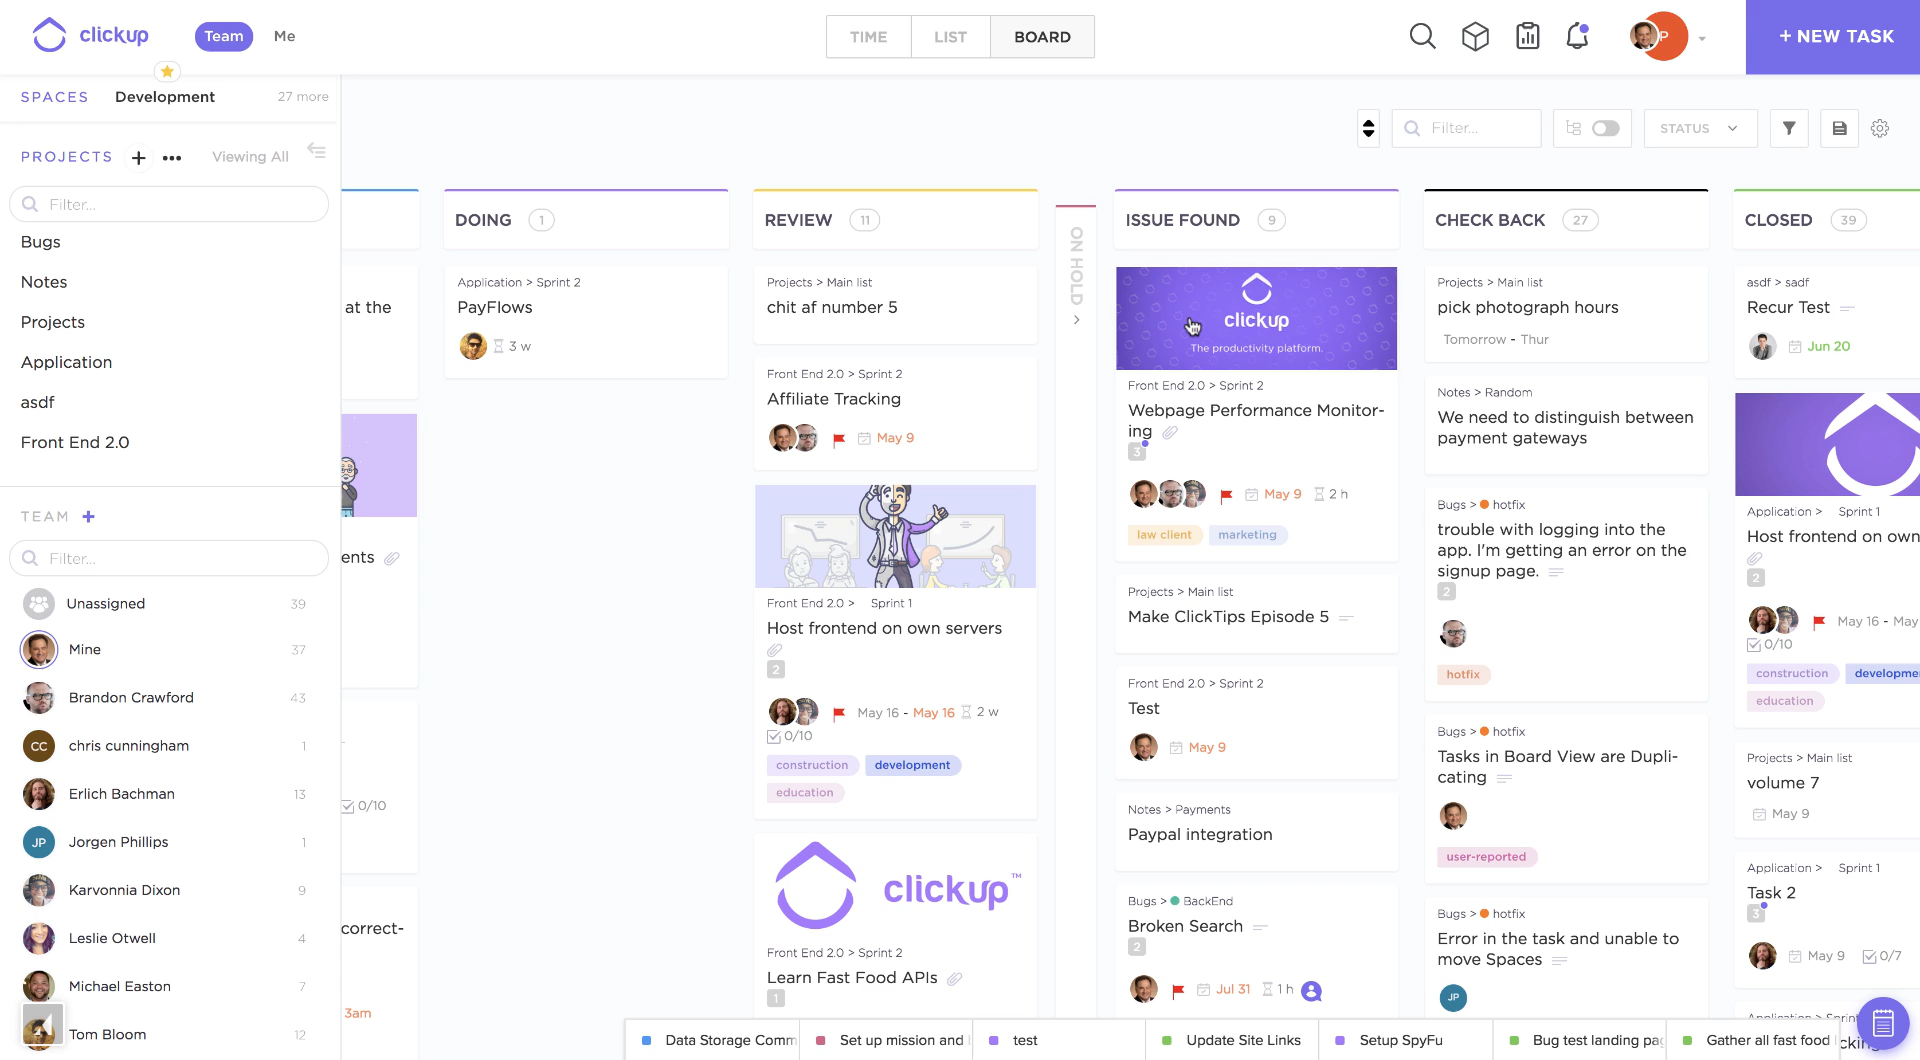 clickup
Team
Me
TIME
LIST
BOARD
P
+ NEW TASK
SPACES
Development
27 more
PROJECTS
Viewing All
Filter...
Bugs
Notes
Projects
Application
asdf
Front End 2.0
TEAM
Filter...
Unassigned 39
Mine 37
Brandon Crawford 43
CC
chris cunningham 1
Erlich Bachman 13
JP
Jorgen Phillips 1
Karvonnia Dixon 9
Leslie Otwell 4
Michael Easton 7
Tom Bloom 12
Filter...
STATUS
at the
ents
0/10
correct-
3am
DOING 1
Application > Sprint 2
PayFlows
3 w
REVIEW 11
Projects > Main list
chit af number 5
Front End 2.0 > Sprint 2
Affiliate Tracking
May 9
Front End 2.0 > Sprint 1
Host frontend on own servers
2
May 16 - May 16 2 w
0/10
construction development
education
clickup™
Front End 2.0 > Sprint 2
Learn Fast Food APIs
1
ON HOLD
ISSUE FOUND 9
clickup
The productivity platform.
Front End 2.0 > Sprint 2
Webpage Performance Monitor-
ing
3
May 9 2 h
law client marketing
Projects > Main list
Make ClickTips Episode 5
Front End 2.0 > Sprint 2
Test
May 9
Notes > Payments
Paypal integration
Bugs > BackEnd
Broken Search
2
Jul 31 1 h
CHECK BACK 27
Projects > Main list
pick photograph hours
Tomorrow - Thur
Notes > Random
We need to distinguish between
payment gateways
Bugs > hotfix
trouble with logging into the
app. I'm getting an error on the
signup page.
2
hotfix
Bugs > hotfix
Tasks in Board View are Dupli-
cating
user-reported
Bugs > hotfix
Error in the task and unable to
move Spaces
JP
CLOSED 39
asdf > sadf
Recur Test
Jun 20
Application > Sprint 1
Host frontend on own
2
May 16 - May
0/10
construction developme
education
Projects > Main list
volume 7
May 9
Application > Sprint 1
Task 2
3
May 9 0/7
Data Storage Comm
Set up mission and
test
Update Site Links
Setup SpyFu
Bug test landing pa
Gather all fast food